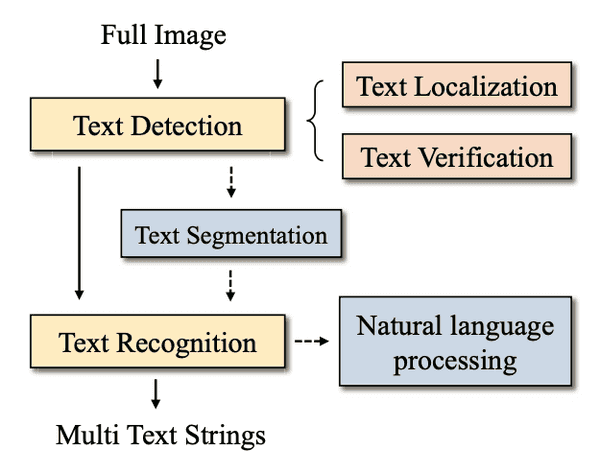 Full Image
Text Detection
Text Localization
Text Verification
Text Segmentation
Text Recognition
Natural language
processing
Multi Text Strings